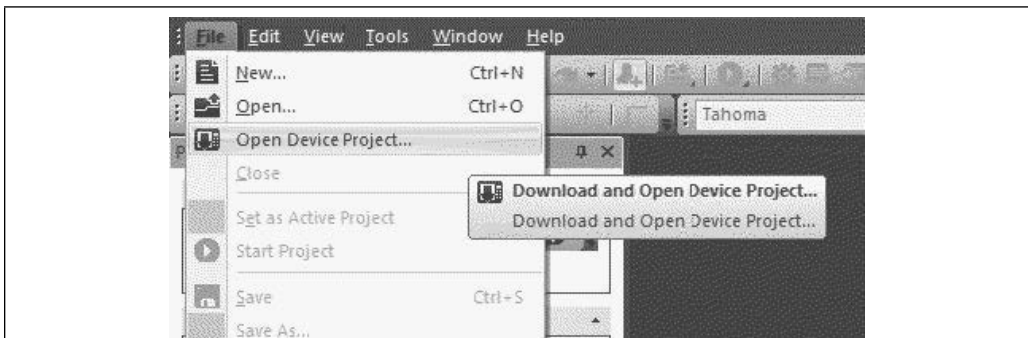 File Edit View Tools Window Help
New... Ctrl+N
Open... Ctrl+O
Tahoma
Open Device Project...
Close
Download and Open Device Project...
Set as Active Project
Download and Open Device Project...
Start Project
Save Ctrl+S
Save As...